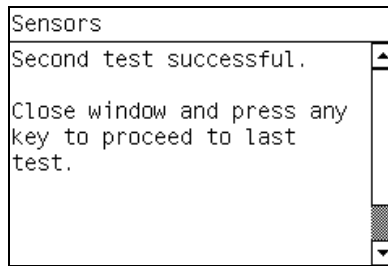 Sensors
Second test successful.
Close window and press any
key to proceed to last
test.